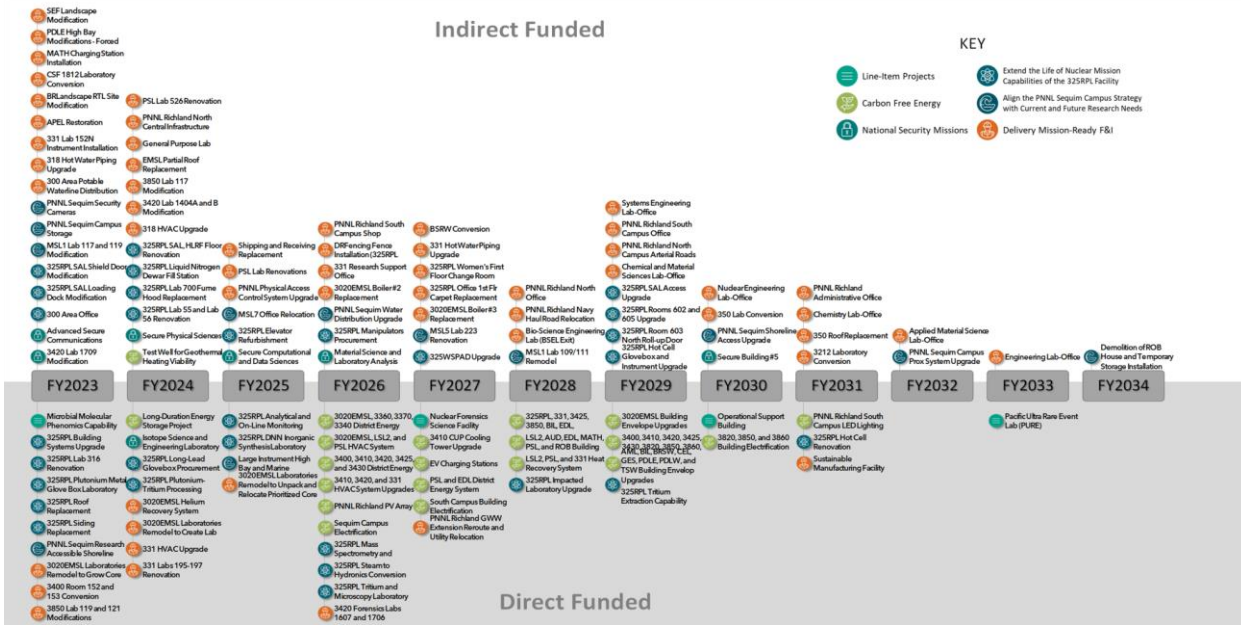 Indirect Funded
KEY
Line-Item Projects
Carbon Free Energy
National Security Missions
Extend the Life of Nuclear Mission
Capabilities of the 325RPL Facility
Align the PNNL Sequim Campus Strategy
with Current and Future Research Needs
Delivery Mission-Ready F&I
SEF Landscape
Modification
PDLE High Bay
Modifications - Forced
MATH Charging Station
Installation
CSF 1812 Laboratory
Conversion
BRLandscape RTL Site
Modification
APEL Restoration
331 Lab 152N
Instrument Installation
318 Hot Water Piping
Upgrade
300 Area Potable
Waterline Distribution
PNNL Sequim Security
Cameras
PNNL Sequim Campus
Storage
MSL1 Lab 117 and 119
Modification
325RPL SAL Shield Door
Modification
325RPL SAL Loading
Dock Modification
300 Area Office
Advanced Secure
Communications
3420 Lab 1709
Modification
PSL Lab 526 Renovation
PNNL Richland North
Central Infrastructure
General Purpose Lab
EMSL Partial Roof
Replacement
3850 Lab 117
Modification
3420 Lab 1404A and B
Modification
318 HVAC Upgrade
325RPL SAL, HLRF Floor
Renovation
325RPL Liquid Nitrogen
Dewar Fill Station
325RPL Lab 700 Fume
Hood Replacement
325RPL Lab 55 and Lab
56 Renovation
Secure Physical Sciences
Test Well for Geothermal
Heating Viability
Shipping and Receiving
Replacement
PSL Lab Renovations
PNNL Physical Access
Control System Upgrade
MSL7 Office Relocation
325RPL Elevator
Refurbishment
Secure Computational
and Data Sciences
PNNL Richland South
Campus Shop
DRFencing Fence
Installation (325RPL
331 Research Support
Office
3020EMSL Boiler #2
Replacement
PNNL Sequim Water
Distribution Upgrade
325RPL Manipulators
Procurement
Material Science and
Laboratory Analysis
BSRW Conversion
331 Hot Water Piping
Upgrade
325RPL Women's First
Floor Change Room
325RPL Office 1st Flr
Carpet Replacement
3020EMSL Boiler #3
Replacement
MSL5 Lab 223
Renovation
325WSPAD Upgrade
PNNL Richland North
Office
PNNL Richland Navy
Haul Road Relocation
Bio-Science Engineering
Lab (BSEL Exit)
MSL1 Lab 109/111
Remodel
Systems Engineering
Lab-Office
PNNL Richland South
Campus Office
PNNL Richland North
Campus Arterial Roads
Chemical and Material
Sciences Lab-Office
325RPL SAL Access
Upgrade
325RPL Rooms 602 and
605 Upgrade
325RPL Room 603
North Roll-up Door
325RPL Hot Cell
Glovebox and
Instrument Upgrade
Nuclear Engineering
Lab-Office
350 Lab Conversion
PNNL Sequim Shoreline
Access Upgrade
Secure Building #5
PNNL Richland
Administrative Office
Chemistry Lab-Office
350 Roof Replacement
3212 Laboratory
Conversion
Applied Material Science
Lab-Office
PNNL Sequim Campus
Prox System Upgrade
Engineering Lab-Office
Demolition of ROB
House and Temporary
Storage Installation
FY2023
FY2024
FY2025
FY2026
FY2027
FY2028
FY2029
FY2030
FY2031
FY2032
FY2033
FY2034
Microbial Molecular
Phenomics Capability
325RPL Building
Systems Upgrade
325RPL Lab 316
Renovation
325RPL Plutonium Metal
Glove Box Laboratory
325RPL Roof
Replacement
325RPL Siding
Replacement
PNNL Sequim Research
Accessible Shoreline
3020EMSL Laboratories
Remodel to Grow Core
3400 Room 152 and
153 Conversion
3850 Lab 119 and 121
Modifications
Long-Duration Energy
Storage Project
Isotope Science and
Engineering Laboratory
325RPL Long-Lead
Glovebox Procurement
325RPL Plutonium-
Tritium Processing
3020EMSL Helium
Recovery System
3020EMSL Laboratories
Remodel to Create Lab
331 HVAC Upgrade
331 Labs 195-197
Renovation
325RPL Analytical and
On-Line Monitoring
325RPL DNN Inorganic
Synthesis Laboratory
Large Instrument High
Bay and Marine
3020EMSL Laboratories
Remodel to Unpack and
Relocate Prioritized Core
3020EMSL, 3360, 3370,
3340 District Energy
3020EMSL, LSL2, and
PSL HVAC System
3400, 3410, 3420, 3425,
and 3430 District Energy
3410, 3420, and 331
HVAC System Upgrades
PNNL Richland PV Array
Sequim Campus
Electrification
325RPL Mass
Spectrometry and
325RPL Steam to
Hydronics Conversion
325RPL Tritium and
Microscopy Laboratory
3420 Forensics Labs
1607 and 1706
Nuclear Forensics
Science Facility
3410 CUP Cooling
Tower Upgrade
EV Charging Stations
PSL and EDL District
Energy System
South Campus Building
Electrification
PNNL Richland GWW
Extension Reroute and
Utility Relocation
325RPL, 331, 3425,
3850, BIL, EDL,
LSL2, AUD, EDL, MATH,
PSL, and ROB Building
LSL2, PSL, and 331 Heat
Recovery System
325RPL Impacted
Laboratory Upgrade
3020EMSL Building
Envelope Upgrades
3400, 3410, 3420, 3425,
3430, 3820, 3850, 3860,
AML, BIL, BRSW, CEL,
GES, PDLE, PDLW, and
TSW Building Envelop
Upgrades
325RPL Tritium
Extraction Capability
Operational Support
Building
3820, 3850, and 3860
Building Electrification
PNNL Richland South
Campus LED Lighting
325RPL Hot Cell
Renovation
Sustainable
Manufacturing Facility
Pacific Ultra Rare Event
Lab (PURE)
Direct Funded